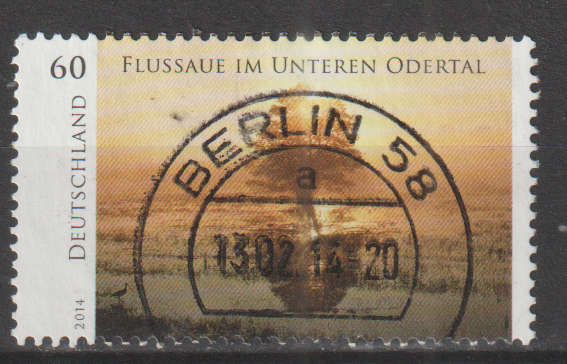 60
FLUSSAUE IM UNTEREN ODERTAL
DEUTSCHLAND
2014
BERLIN 58
a
13.02.14-20